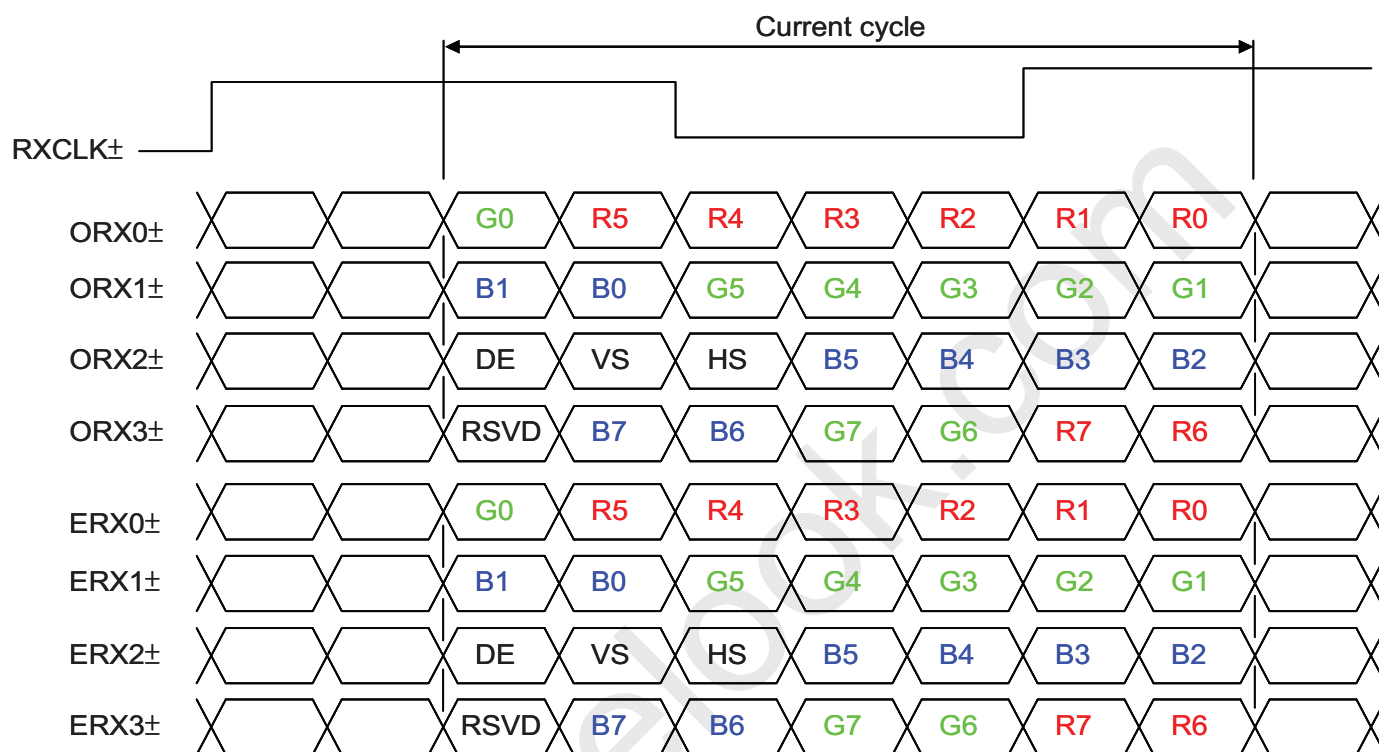 Current cycle
RXCLK±
ORX0± G0 R5 R4 R3 R2 R1 R0
ORX1± B1 B0 G5 G4 G3 G2 G1
ORX2± DE VS HS B5 B4 B3 B2
ORX3± RSVD B7 B6 G7 G6 R7 R6
ERX0± G0 R5 R4 R3 R2 R1 R0
ERX1± B1 B0 G5 G4 G3 G2 G1
ERX2± DE VS HS B5 B4 B3 B2
ERX3± RSVD B7 B6 G7 G6 R7 R6
elook.com